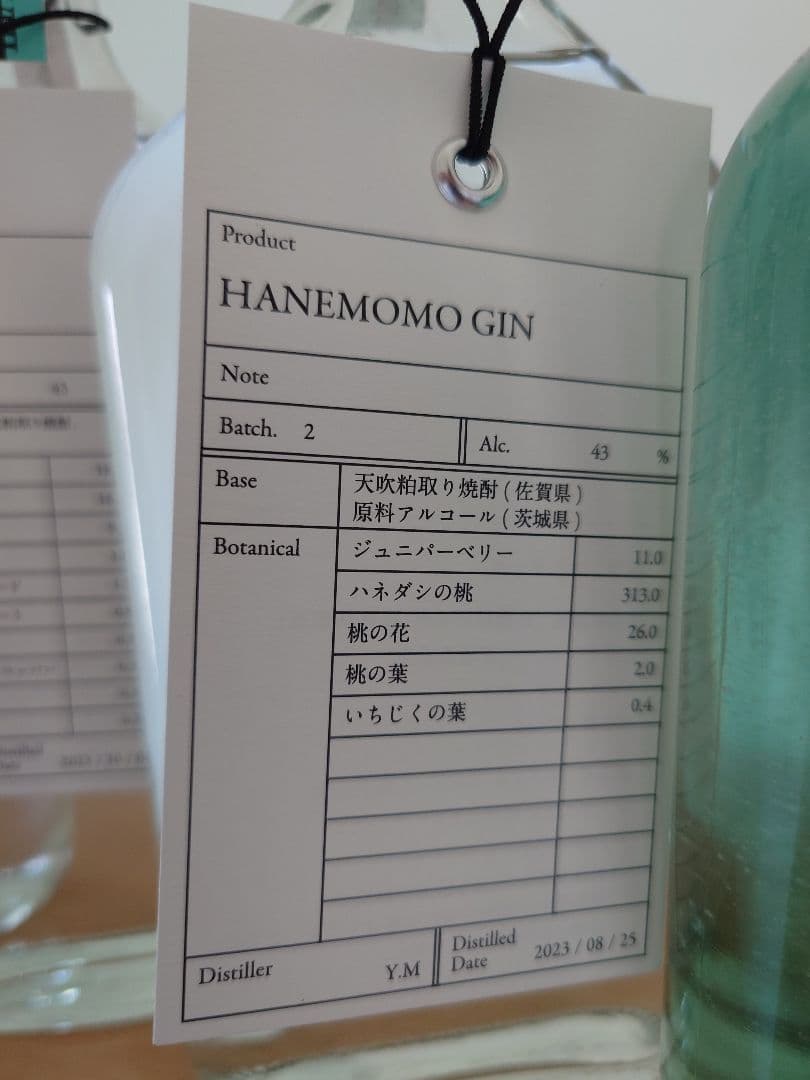 Product
HANEMOMO GIN
Note
Batch. 2
Alc. 43 %
Base
天吹粕取り焼酎 ( 佐賀県 )
原料アルコール ( 茨城県 )
Botanical
ジュニパーベリー 11.0
ハネダシの桃 313.0
桃の花 26.0
桃の葉 2.0
いちじくの葉 0.4
Distiller Y.M
Distilled
Date 2023 / 08 / 25